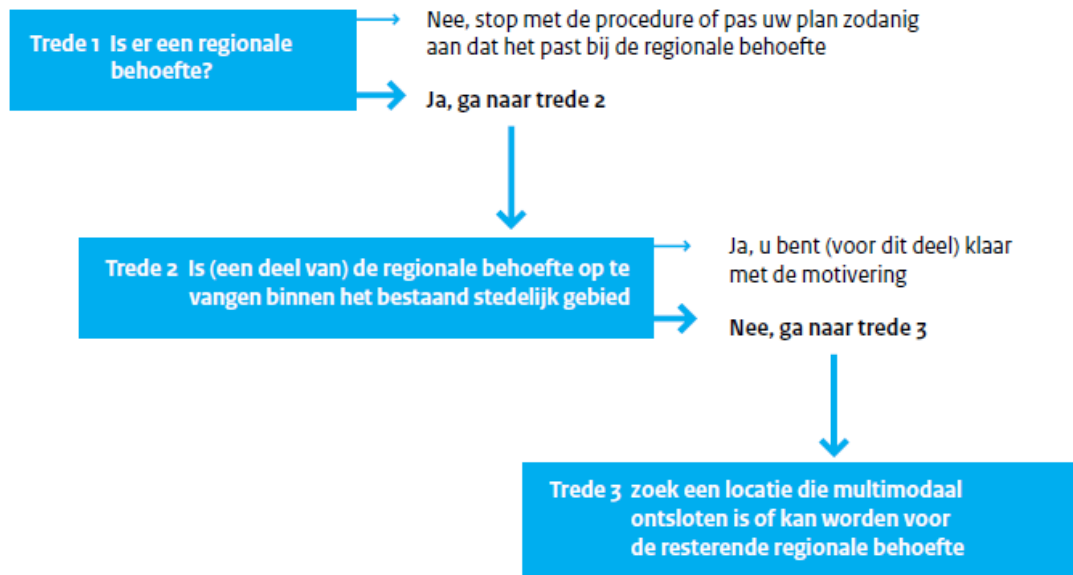 Trede 1 Is er een regionale
behoefte?
Nee, stop met de procedure of pas uw plan zodanig
aan dat het past bij de regionale behoefte
Ja, ga naar trede 2
Trede 2 Is (een deel van) de regionale behoefte op te
vangen binnen het bestaand stedelijk gebied
Ja, u bent (voor dit deel) klaar
met de motivering
Nee, ga naar trede 3
Trede 3 zoek een locatie die multimodaal
ontsloten is of kan worden voor
de resterende regionale behoefte